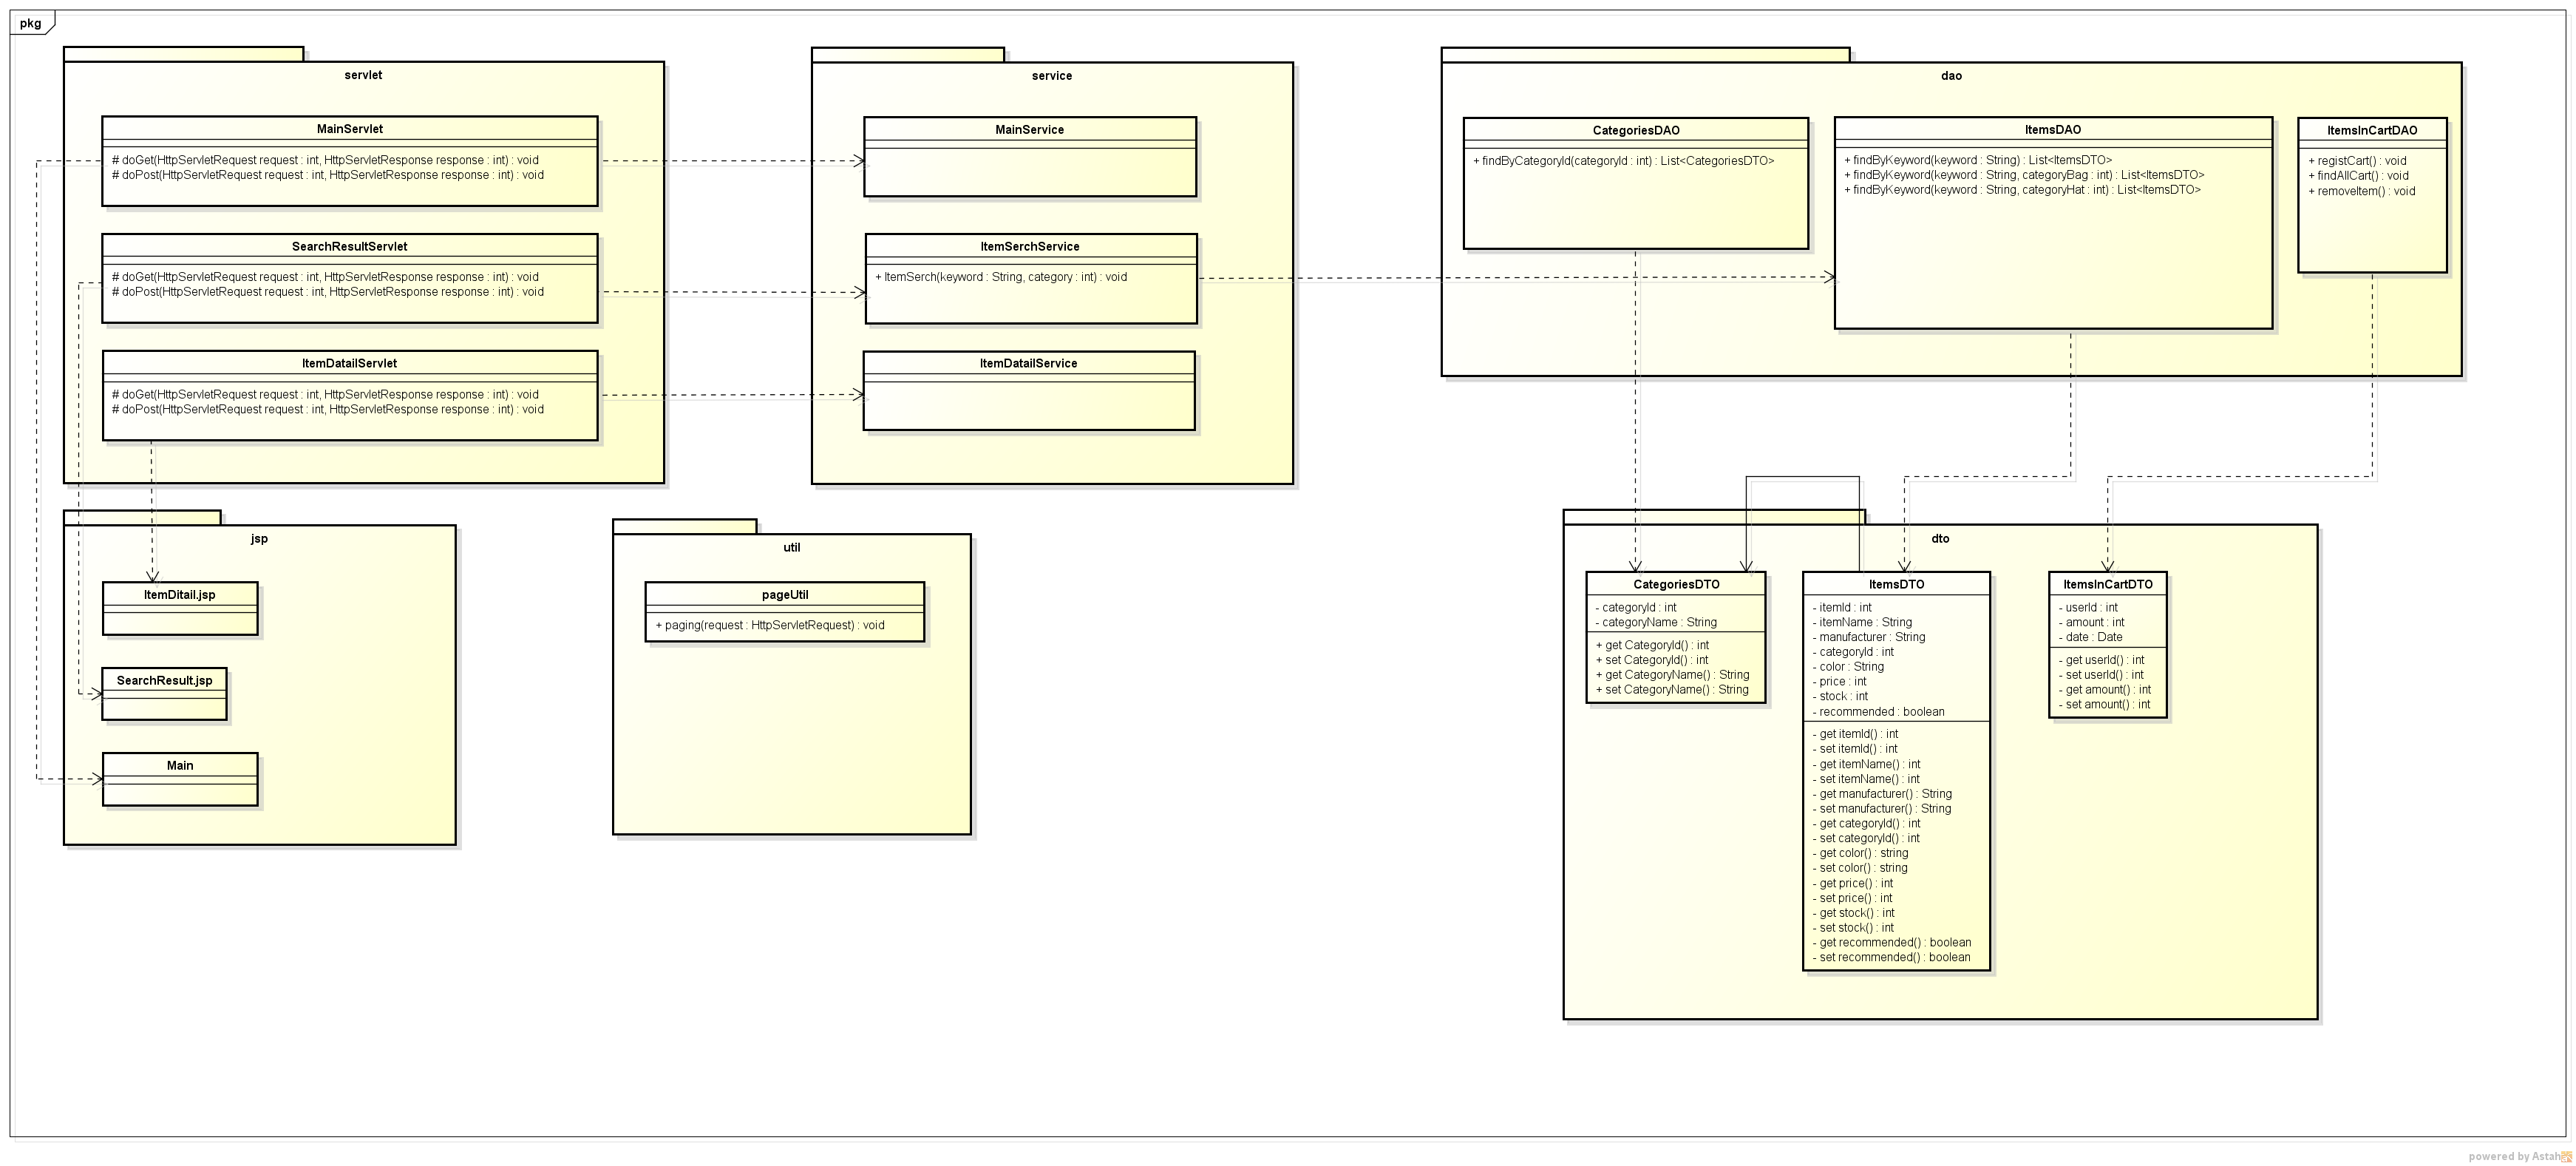 pkg
servlet
MainServlet
# doGet(HttpServletRequest request : int, HttpServletResponse response : int) : void
# doPost(HttpServletRequest request : int, HttpServletResponse response : int) : void
SearchResultServlet
# doGet(HttpServletRequest request : int, HttpServletResponse response : int) : void
# doPost(HttpServletRequest request : int, HttpServletResponse response : int) : void
ItemDatailServlet
# doGet(HttpServletRequest request : int, HttpServletResponse response : int) : void
# doPost(HttpServletRequest request : int, HttpServletResponse response : int) : void
service
MainService
ItemSerchService
+ ItemSerch(keyword : String, category : int) : void
ItemDatailService
dao
CategoriesDAO
+ findByCategoryId(categoryId : int) : List<CategoriesDTO>
ItemsDAO
+ findByKeyword(keyword : String) : List<ItemsDTO>
+ findByKeyword(keyword : String, categoryBag : int) : List<ItemsDTO>
+ findByKeyword(keyword : String, categoryHat : int) : List<ItemsDTO>
ItemsInCartDAO
+ registCart() : void
+ findAllCart() : void
+ removeItem() : void
jsp
ItemDitail.jsp
SearchResult.jsp
Main
util
pageUtil
+ paging(request : HttpServletRequest) : void
dto
CategoriesDTO
- categoryId : int
- categoryName : String
+ get CategoryId() : int
+ set CategoryId() : int
+ get CategoryName() : String
+ set CategoryName() : String
ItemsDTO
- itemId : int
- itemName : String
- manufacturer : String
- categoryId : int
- color : String
- price : int
- stock : int
- recommended : boolean
- get itemId() : int
- set itemId() : int
- get itemName() : int
- set itemName() : int
- get manufacturer() : String
- set manufacturer() : String
- get categoryId() : int
- set categoryId() : int
- get color() : string
- set color() : string
- get price() : int
- set price() : int
- get stock() : int
- set stock() : int
- get recommended() : boolean
- set recommended() : boolean
ItemsInCartDTO
- userId : int
- amount : int
- date : Date
- get userId() : int
- set userId() : int
- get amount() : int
- set amount() : int
powered by Astah